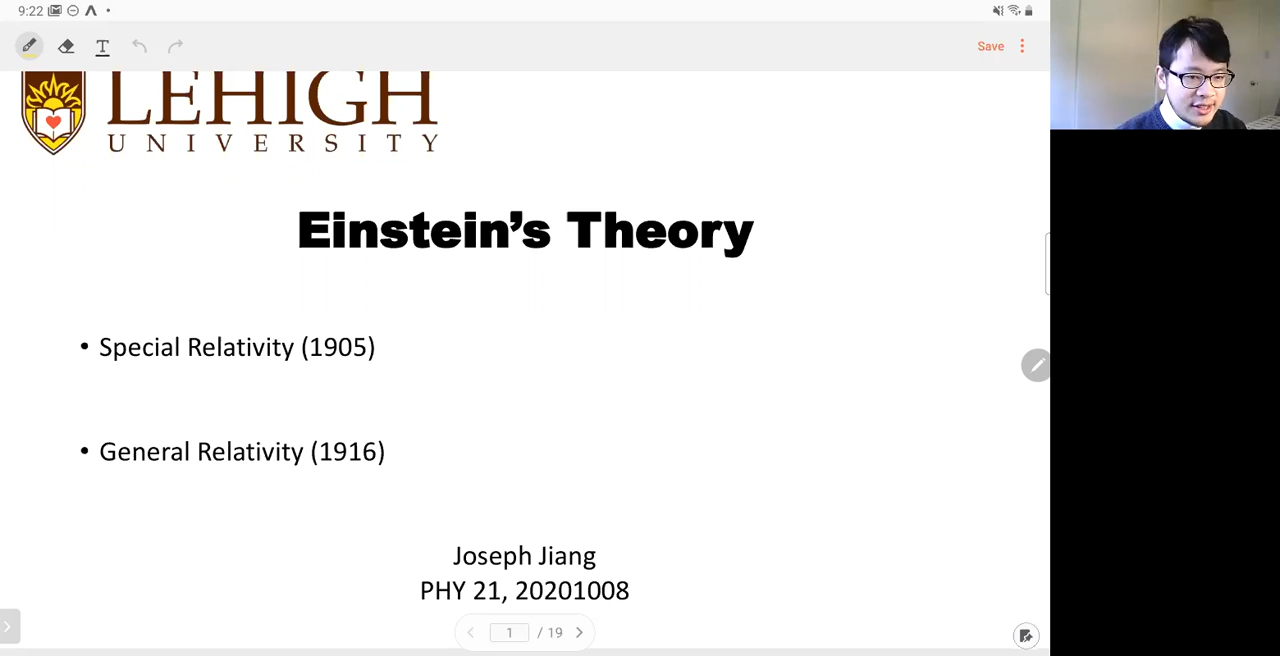 9:22
Save
LEHIGH
UNIVERSITY
Einstein's Theory
• Special Relativity (1905)
• General Relativity (1916)
Joseph Jiang
PHY 21, 20201008
1 / 19